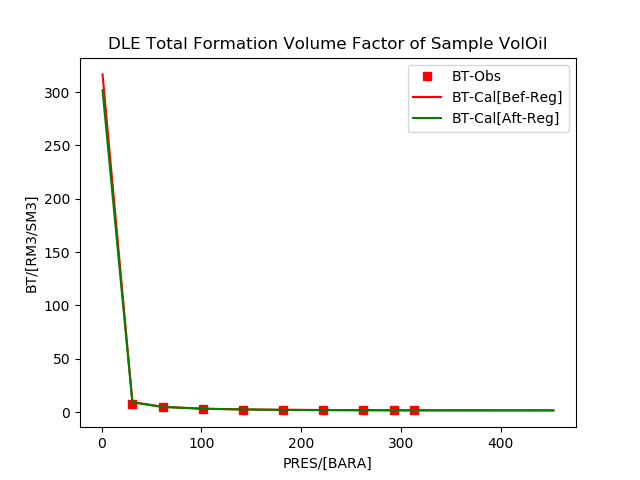 DLE Total Formation Volume Factor of Sample VolOil
BT-Obs
BT-Cal[Bef-Reg]
BT-Cal[Aft-Reg]
300
250
200
150
100
50
0
BT/[RM3/SM3]
0 100 200 300 400
PRES/[BARA]